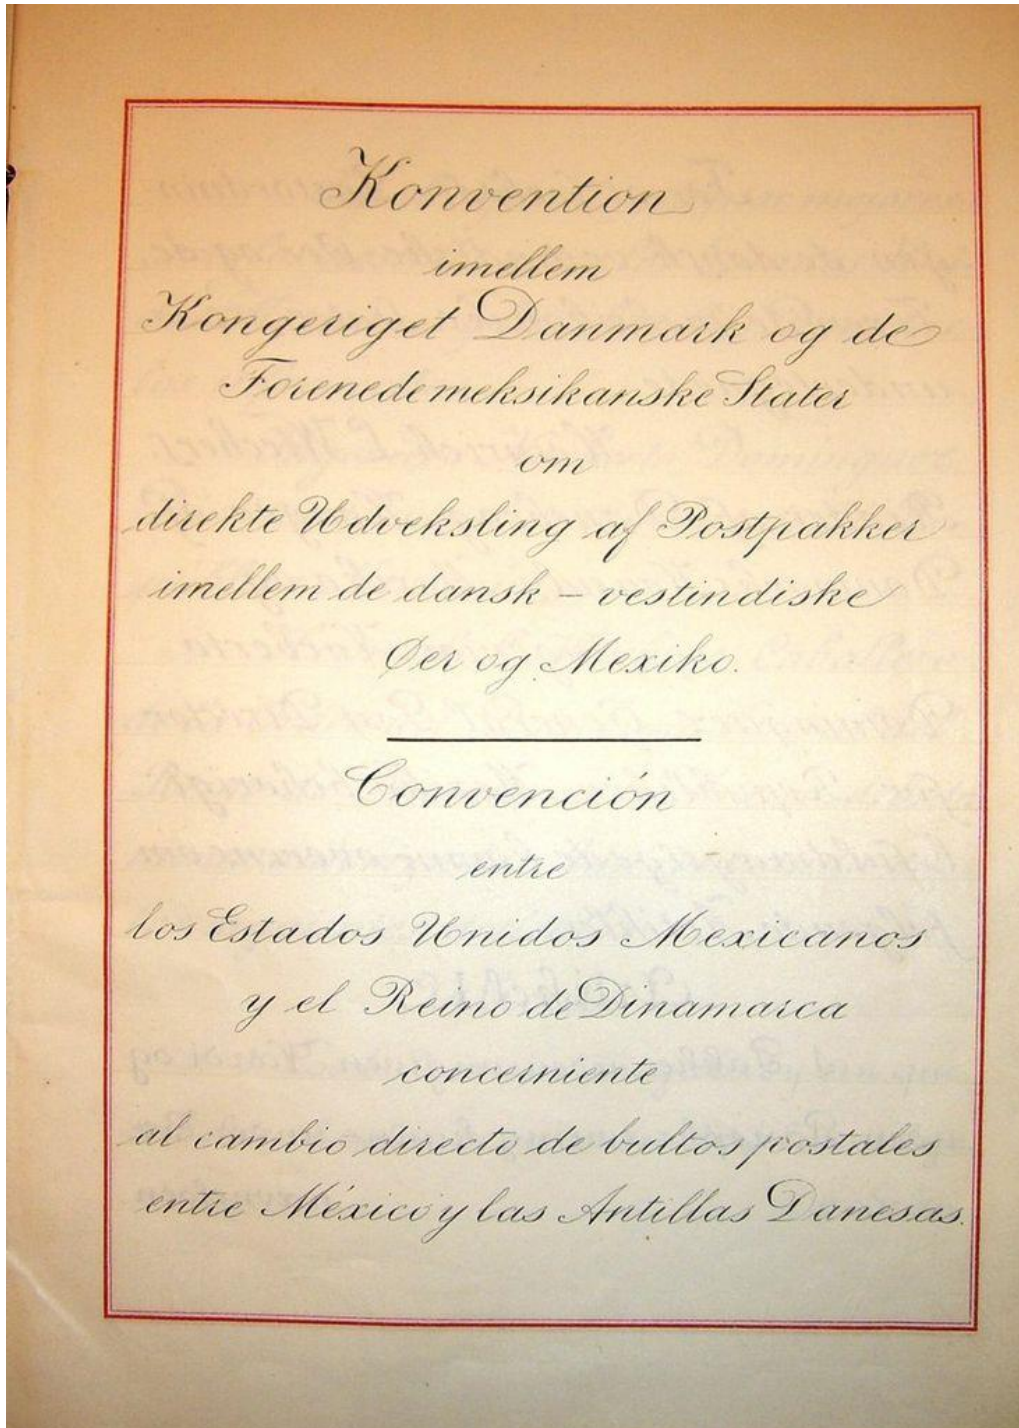 Konvention
imellem
Kongeriget Danmark og de
Forenede meksikanske Stater
om
direkte Udveksling af Postpakker
imellem de dansk – vestindiske
Øer og Mexiko.
Convención
entre
los Estados Unidos Mexicanos
y el Reino de Dinamarca
concerniente
al cambio directo de bultos postales
entre México y las Antillas Danesas.